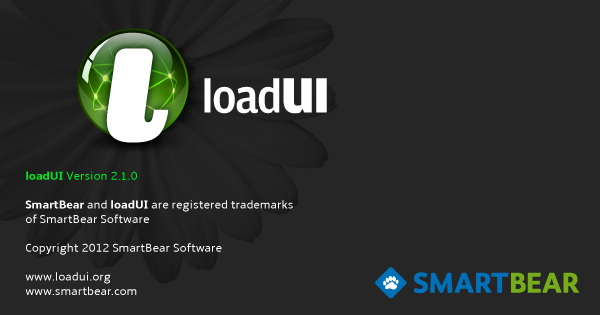 loadUI
loadUI Version 2.1.0
SmartBear and loadUI are registered trademarks
of SmartBear Software
Copyright 2012 SmartBear Software
www.loadui.org
www.smartbear.com
SMARTBEAR